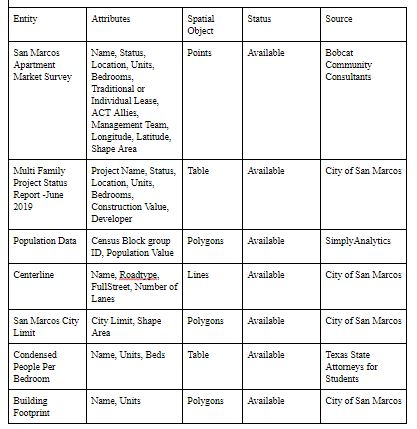 Entity Attributes Spatial Object Status Source
San Marcos Apartment Market Survey Name, Status, Location, Units, Bedrooms, Traditional or Individual Lease, ACT Allies, Management Team, Longitude, Latitude, Shape Area Points Available Bobcat Community Consultants
Multi Family Project Status Report -June 2019 Project Name, Status, Location, Units, Bedrooms, Construction Value, Developer Table Available City of San Marcos
Population Data Census Block group ID, Population Value Polygons Available SimplyAnalytics
Centerline Name, Roadtype, FullStreet, Number of Lanes Lines Available City of San Marcos
San Marcos City Limit City Limit, Shape Area Polygons Available City of San Marcos
Condensed People Per Bedroom Name, Units, Beds Table Available Texas State Attorneys for Students
Building Footprint Name, Units Polygons Available City of San Marcos